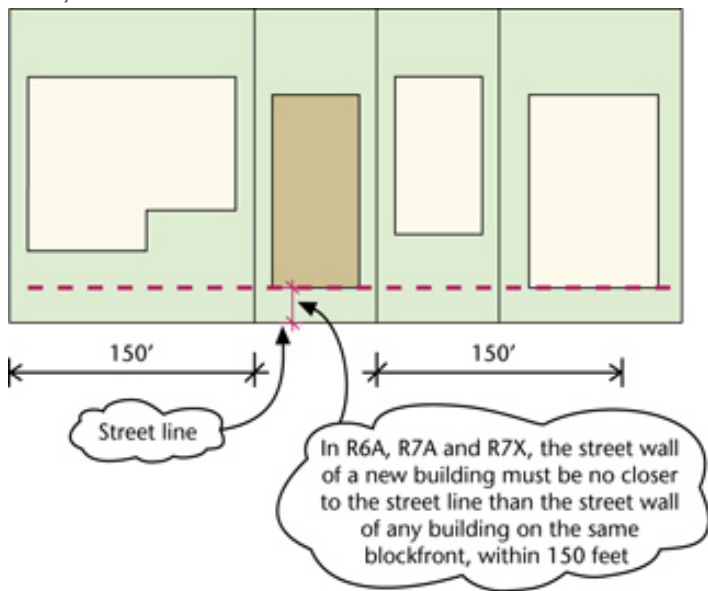 150′
150′
Street line
In R6A, R7A and R7X, the street wall
of a new building must be no closer
to the street line than the street wall
of any building on the same
blockfront, within 150 feet